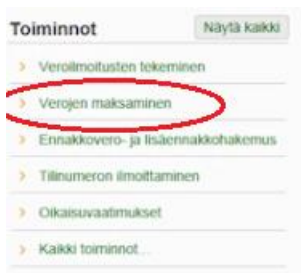 Toiminnot
Näytä kaikki
Veroilmoitusten tekeminen
Verojen maksaminen
Ennakkovero- ja lisäennakkohakemus
Tilinumeron ilmoittaminen
Oikaisuvaatimukset
Kaikki toiminnot...